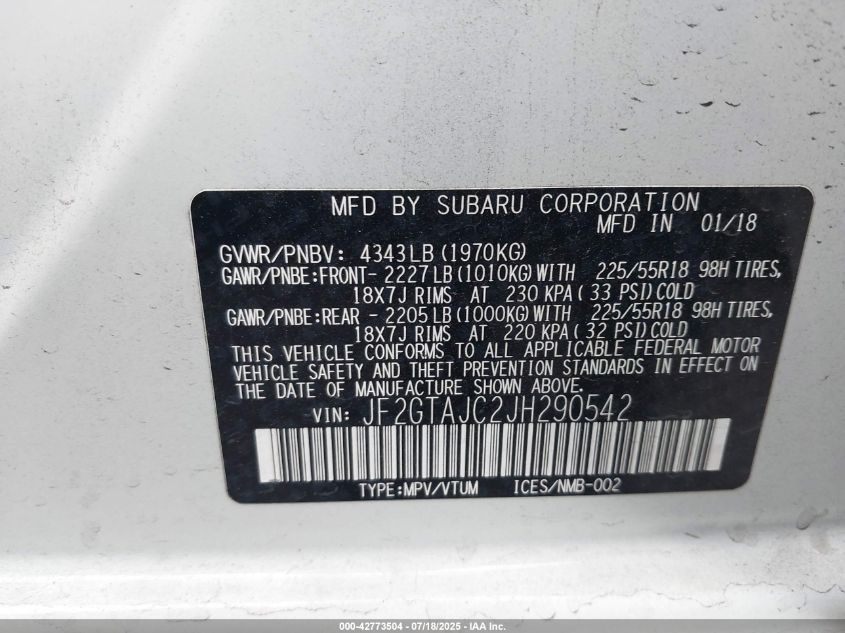 MFD BY SUBARU CORPORATION
MFD IN 01/18
GVWR/PNBV: 4343LB (1970KG)
GAWR/PNBE:FRONT- 2227 LB (1010KG) WITH 225/55R18 98H TIRES,
18X7J RIMS AT 230 KPA ( 33 PSI) COLD
GAWR/PNBE:REAR - 2205 LB (1000KG) WITH 225/55R18 98H TIRES,
18X7J RIMS AT 220 KPA ( 32 PSI) COLD
THIS VEHICLE CONFORMS TO ALL APPLICABLE FEDERAL MOTOR
VEHICLE SAFETY AND THEFT PREVENTION STANDARDS IN EFFECT ON
THE DATE OF MANUFACTURE SHOWN ABOVE.
VIN: JF2GTAJC2JH290542
TYPE:MPV/VTUM ICES/NMB-002
000-42773504 - 07/18/2025 - IAA Inc.